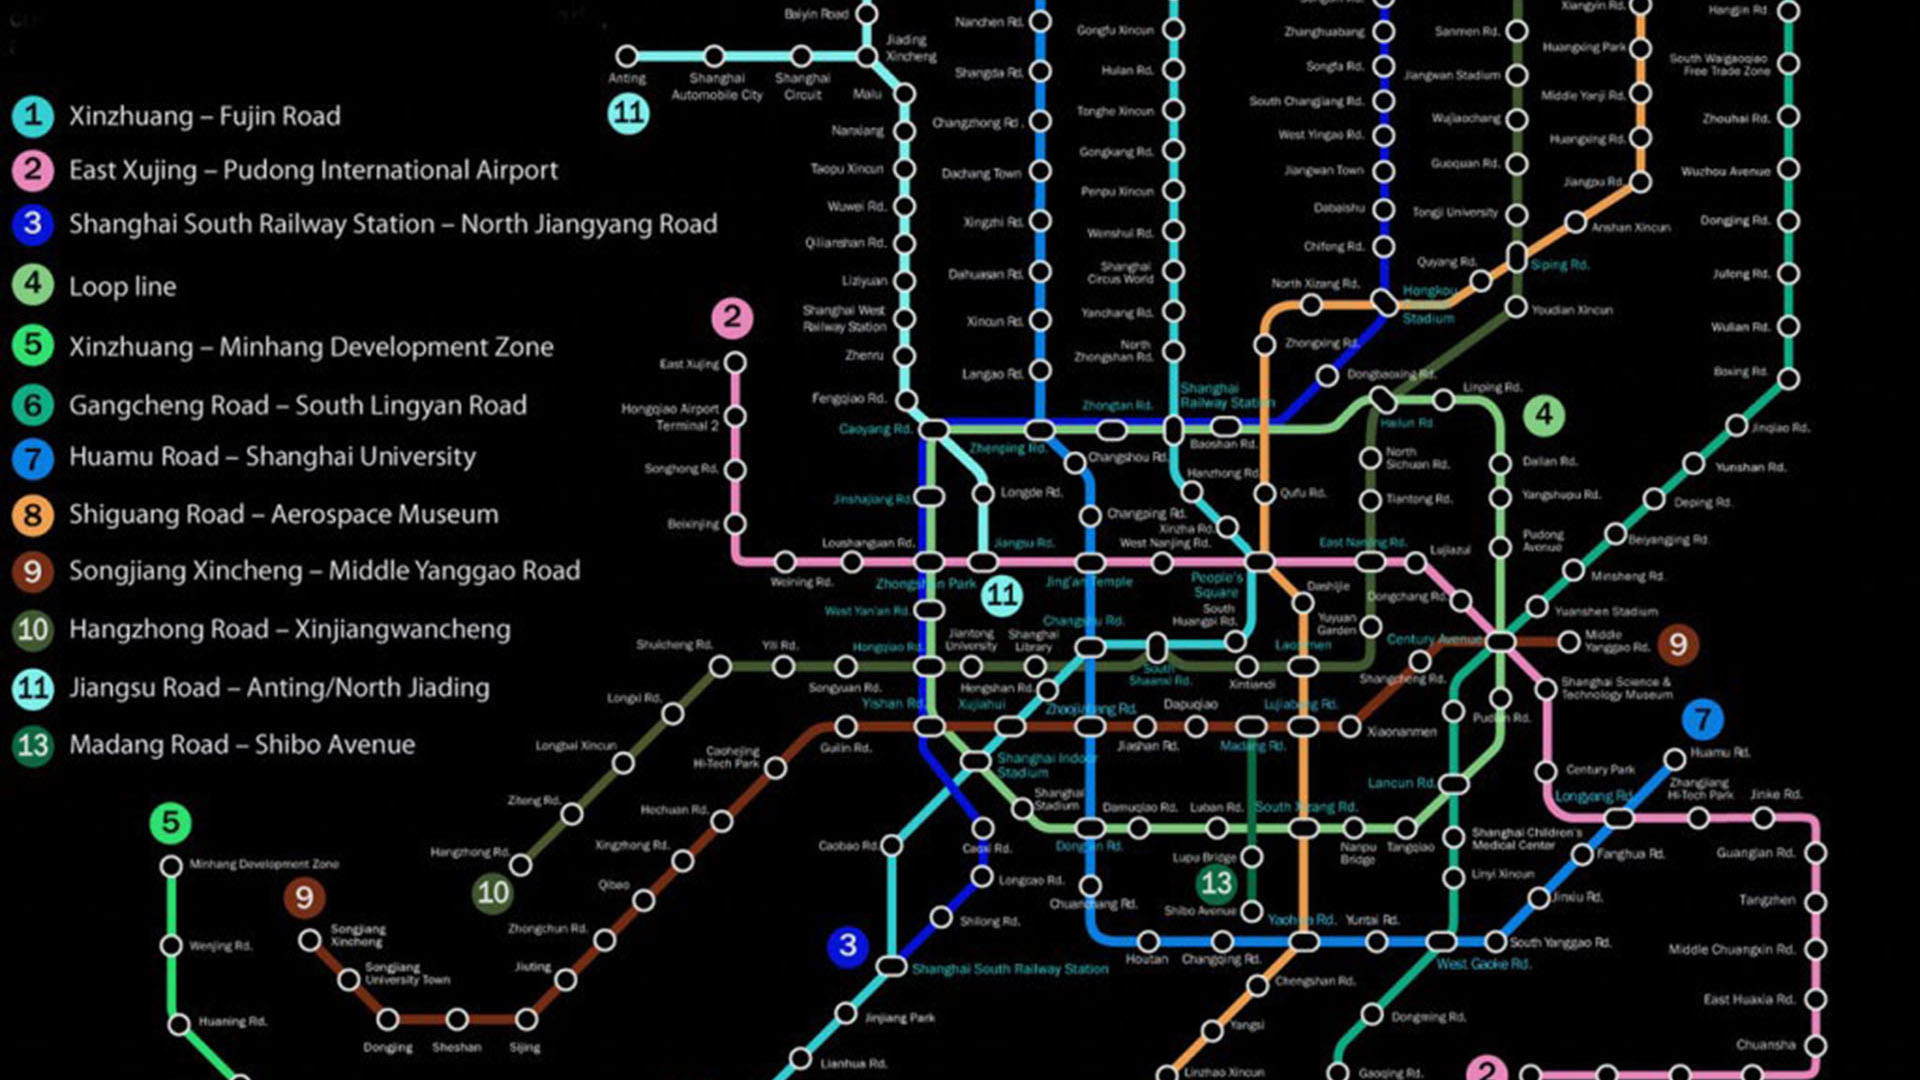 1 Xinzhuang – Fujin Road
2 East Xujing – Pudong International Airport
3 Shanghai South Railway Station – North Jiangyang Road
4 Loop line
5 Xinzhuang – Minhang Development Zone
6 Gangcheng Road – South Lingyan Road
7 Huamu Road – Shanghai University
8 Shiguang Road – Aerospace Museum
9 Songjiang Xincheng – Middle Yanggao Road
10 Hangzhong Road – Xinjiangwancheng
11 Jiangsu Road – Anting/North Jiading
13 Madang Road – Shibo Avenue
Baiyin Road
Jiading
Xincheng
Anting
Shanghai
Automobile City
Shanghai
Circuit
Malu
11
Nanxiang
Taopu Xincun
Wuwei Rd.
Qilianshan Rd.
Liziyuan
Shanghai West
Railway Station
Zhenru
Fengqiao Rd.
Caoyang Rd.
Nanchen Rd.
Shangda Rd.
Changzhong Rd.
Dachang Town
Xingzhi Rd.
Dahuasan Rd.
Xincun Rd.
Langao Rd.
Zhenping Rd.
Gongfu Xincun
Hulan Rd.
Tonghe Xincun
Gongkang Rd.
Penpu Xincun
Wenshui Rd.
Shanghai
Circus World
Yanchang Rd.
North
Zhongshan Rd.
Shanghai
Railway Station
Zhongtan Rd.
Baoshan Rd.
Zhanghuabang
Songfa Rd.
South Changjiang Rd.
West Yingao Rd.
Jiangwan Town
Dabaishu
Chifeng Rd.
North Xizang Rd.
Hongkou
Stadium
Zhongxing Rd.
Dongbaoxing Rd.
Sanmen Rd.
Jiangwan Stadium
Wujiaochang
Guoquan Rd.
Tongji University
Quyang Rd.
Siping Rd.
Youdian Xincun
Xiangyin Rd.
Huangxing Park
Middle Yanji Rd.
Huangxing Rd.
Jiangpu Rd.
Anshan Xincun
Hangjin Rd.
South Waigaoqiao
Free Trade Zone
Zhouhai Rd.
Wuzhou Avenue
Dongjing Rd.
Jufeng Rd.
Wulian Rd.
Boxing Rd.
Jinqiao Rd.
Yunshan Rd.
Deping Rd.
Beiyangjing Rd.
Minsheng Rd.
Yuanshen Stadium
2
East Xujing
Hongqiao Airport
Terminal 2
Songhong Rd.
Beixinjing
Weining Rd.
Loushanguan Rd.
Zhongshan Park
Jiangsu Rd.
11
Jing'an Temple
West Nanjing Rd.
People's
Square
East Nanjing Rd.
Lujiazui
Dongchang Rd.
Century Avenue
Jinshajiang Rd.
Longde Rd.
Changshou Rd.
Changping Rd.
Hanzhong Rd.
Xinzha Rd.
Qufu Rd.
Linping Rd.
4
Hailun Rd.
North
Sichuan Rd.
Tiantong Rd.
Dalian Rd.
Yangshupu Rd.
Pudong
Avenue
Dashijie
Yuyuan
Garden
West Yan'an Rd.
Changshu Rd.
South
Huangpi Rd.
Laoximen
Middle
Yanggao Rd.
9
Shuicheng Rd.
Yili Rd.
Songyuan Rd.
Hongqiao Rd.
Jiantong
University
Shanghai
Library
Hengshan Rd.
South
Shaanxi Rd.
Xintiandi
Shangcheng Rd.
Shanghai Science &
Technology Museum
Longxi Rd.
Longbai Xincun
Ziteng Rd.
Hangzhong Rd.
10
Yishan Rd.
Xujiahui
Zhaojiabang Rd.
Dapuqiao
Jiashan Rd.
Lujiabang Rd.
Madang Rd.
Xiaonanmen
Pudian Rd.
7
Huamu Rd.
Guilin Rd.
Caohejing
Hi-Tech Park
Hechuan Rd.
Xingzhong Rd.
Qibao
Zhongchun Rd.
Jiuting
Sijing
Sheshan
Dongjing
Songjiang
University Town
Songjiang
Xincheng
9
Shanghai Indoor
Stadium
Shanghai
Stadium
Damuqiao Rd.
Luban Rd.
South Xizang Rd.
Nanpu
Bridge
Tangqiao
Lancun Rd.
Century Park
Longyang Rd.
Zhangjiang
Hi-Tech Park
Jinke Rd.
Guanglan Rd.
Tangzhen
Middle Chuangxin Rd.
East Huaxia Rd.
Chuansha
2
Caobao Rd.
Caoxi Rd.
Longcao Rd.
Shilong Rd.
3
Shanghai South Railway Station
Jinjiang Park
Lianhua Rd.
Dong'an Rd.
Chuanchang Rd.
Lupu Bridge
13
Shibo Avenue
Houtan
Changqing Rd.
Yaohua Rd.
Yuntai Rd.
Chengshan Rd.
Yangsi
Linzhao Xincun
Shanghai Children's
Medical Center
Linyi Xincun
Fanghua Rd.
Jinxiu Rd.
South Yanggao Rd.
West Gaoke Rd.
Dongming Rd.
Gaoqing Rd.
5
Minhang Development Zone
Wenjing Rd.
Huaning Rd.